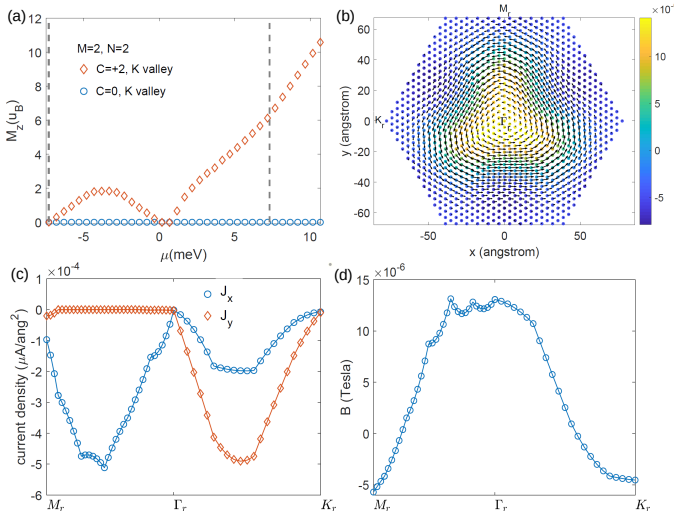 (a)
12
10
8
6
4
2
0
M_z(u_B)
M=2, N=2
C=+2, K valley
C=0, K valley
-5
0
5
10
μ(meV)
(b)
60
40
20
0
-20
-40
-60
y (angstrom)
M_r
K_r
Γ_r
-50
0
50
x (angstrom)
×10⁻
10
5
0
-5
(c)
×10⁻⁴
1
0
-1
-2
-3
-4
-5
-6
current density (μA/ang²)
J_x
J_y
M_r
Γ_r
K_r
(d)
×10⁻⁶
15
10
5
0
-5
B (Tesla)
M_r
Γ_r
K_r